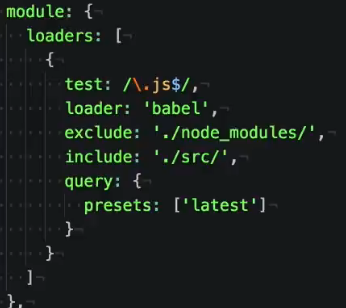 module: {
  loaders: [
    {
      test: /\.js$/,
      loader: 'babel',
      exclude: './node_modules/',
      include: './src/',
      query: {
        presets: ['latest']
      }
    }
  ]
},